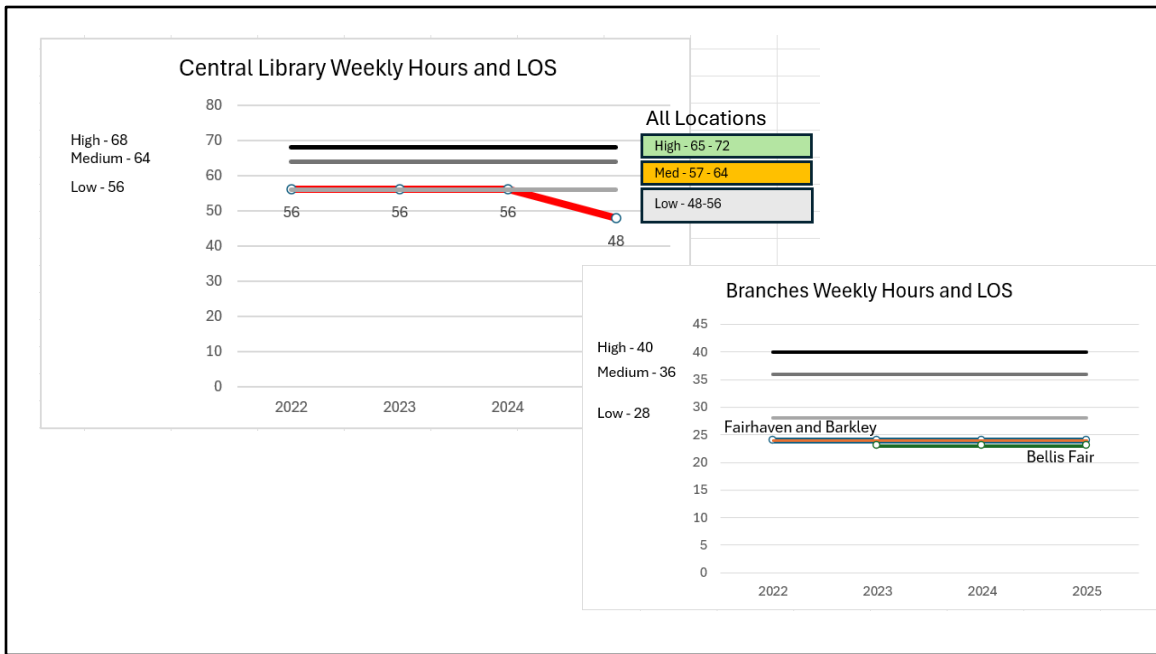 Central Library Weekly Hours and LOS
High - 68
Medium - 64
Low - 56
80
70
60
50
40
30
20
10
0
56
56
56
48
2022
2023
2024
All Locations
High - 65 - 72
Med - 57 - 64
Low - 48-56
Branches Weekly Hours and LOS
High - 40
Medium - 36
Low - 28
45
40
35
30
25
20
15
10
5
0
Fairhaven and Barkley
Bellis Fair
2022
2023
2024
2025